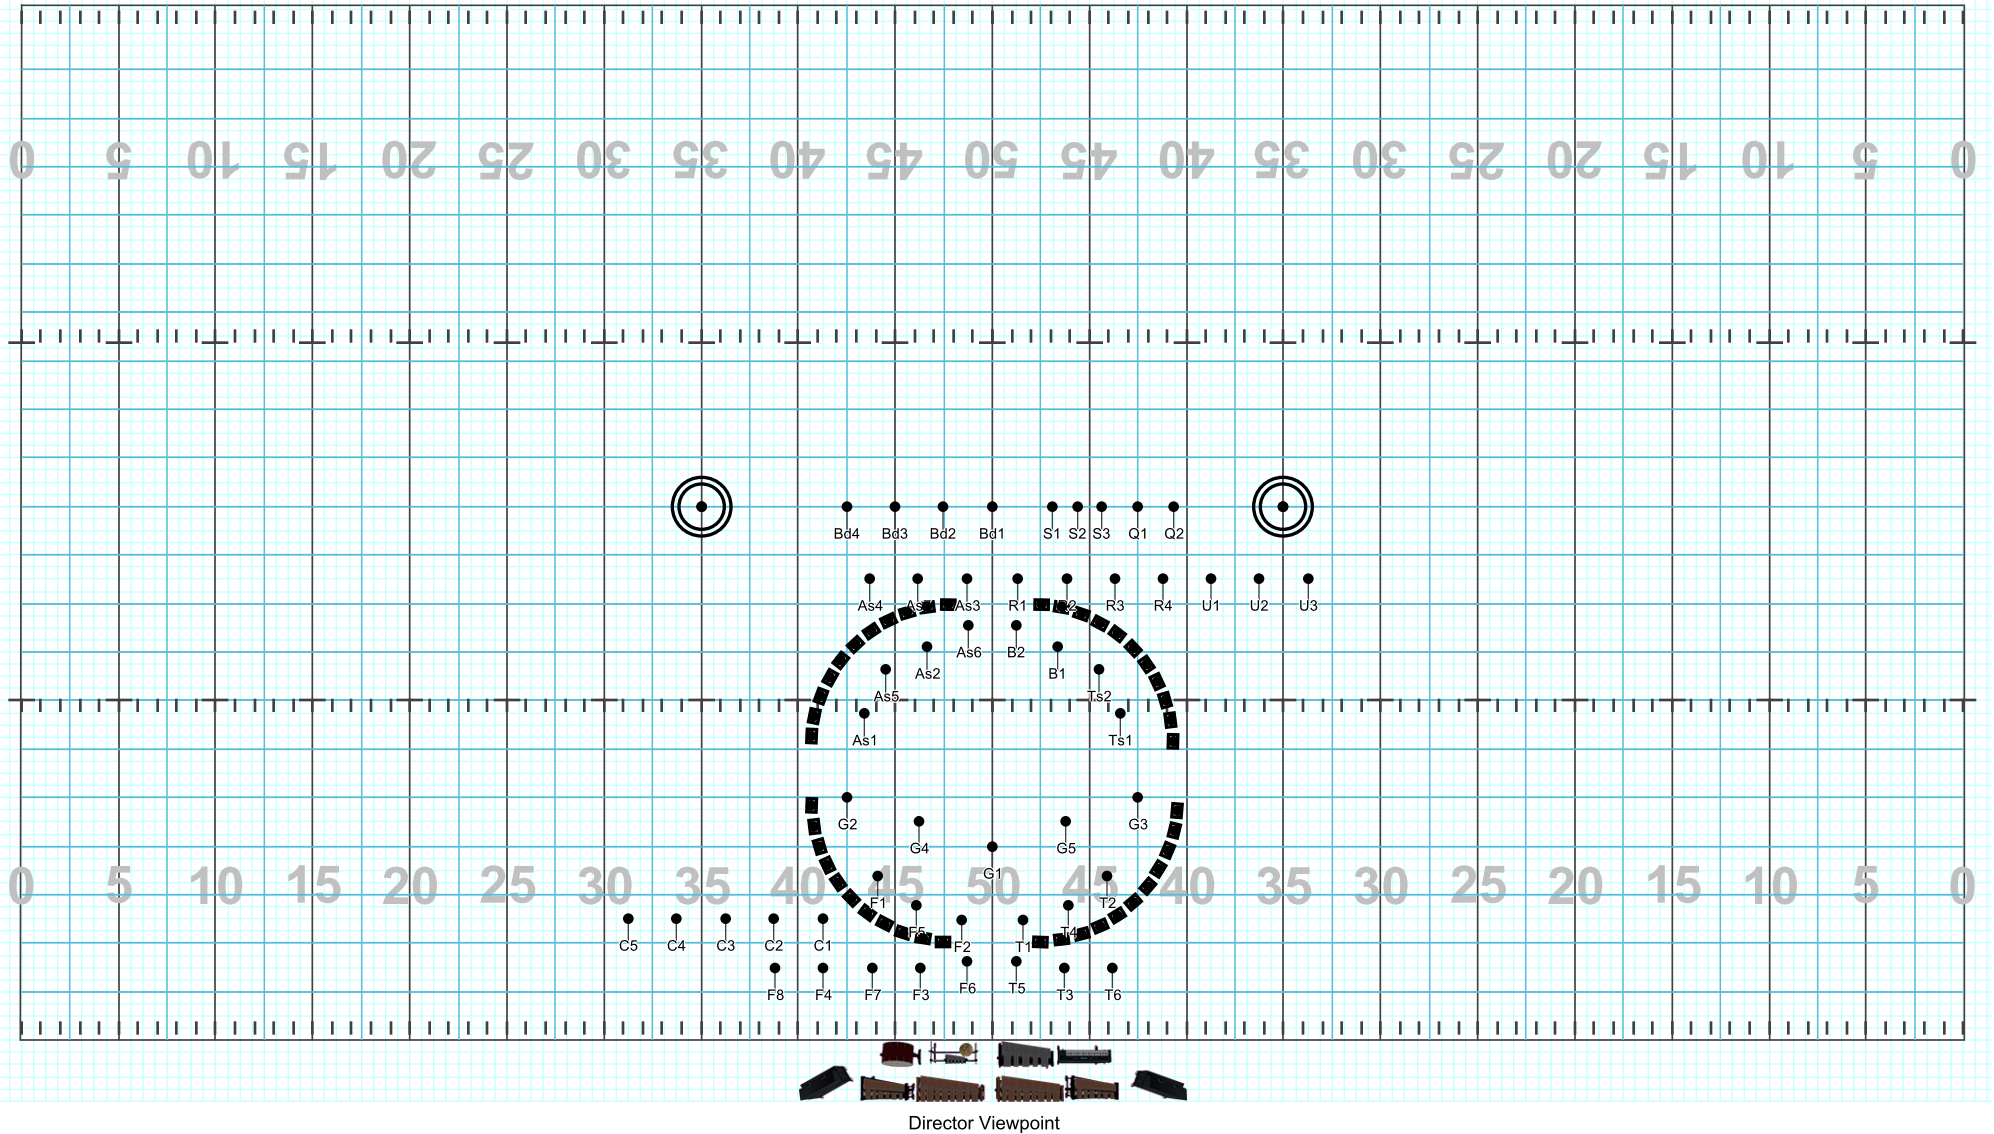 0 5 10 15 20 25 30 35 40 45 50 45 40 35 30 25 20 15 10 5 0
Bd4 Bd3 Bd2 Bd1 S1 S2 S3 Q1 Q2
As4 As3 R1 R2 R3 R4 U1 U2 U3
As6 B2
As2 B1
As5 Ts2
As1 Ts1
G2 G3
G4 G5
G1
0 5 10 15 20 25 30 35 40 45 50 45 40 35 30 25 20 15 10 5 0
F1 T2
F5 T4
C5 C4 C3 C2 C1 F2 T1
F6 T5
F8 F4 F7 F3 T3 T6
Director Viewpoint